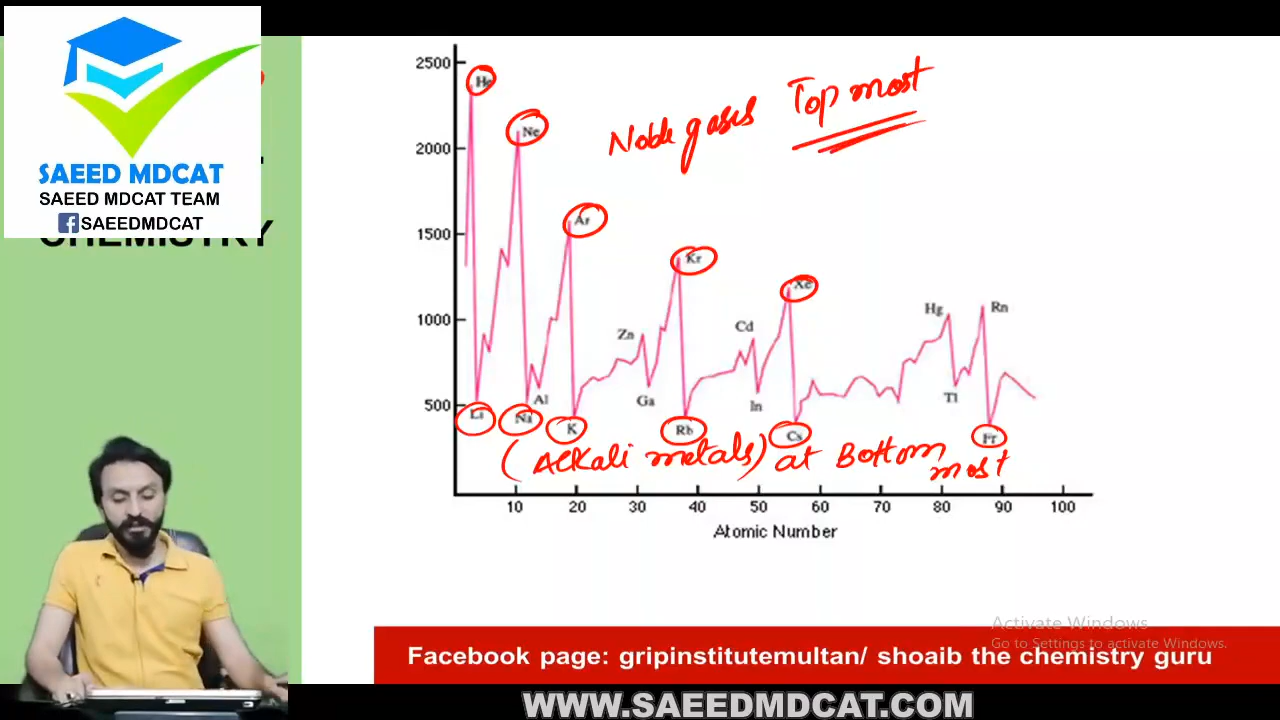 SAEED MDCAT
SAEED MDCAT TEAM
SAEEDMDCAT
CHEMISTRY
2500
2000
1500
1000
500
He
Ne
Ar
Kr
Xe
Noble gases Top most
Zn
Cd
Hg
Rn
Al
Ga
In
Tl
Li
Na
K
Rb
Cs
Fr
(Alkali metals) at Bottom most
10 20 30 40 50 60 70 80 90 100
Atomic Number
Activate Windows
Go to Settings to activate Windows.
Facebook page: gripinstitutemultan/ shoaib the chemistry guru
WWW.SAEEDMDCAT.COM